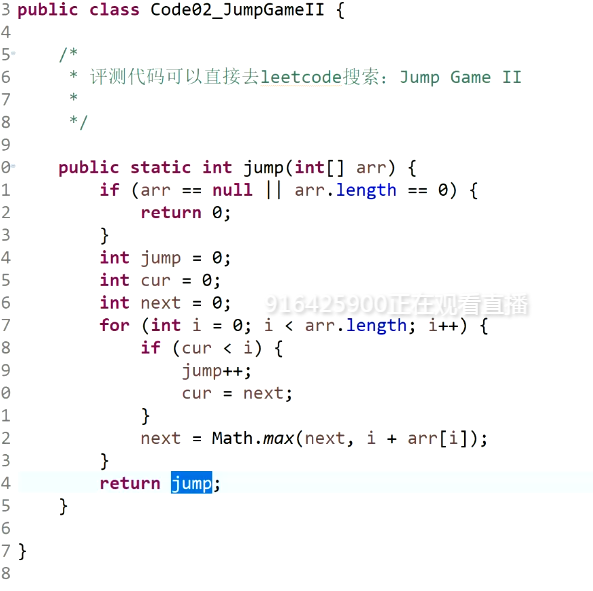 3 public class Code02_JumpGameII {
4
5     /*
6      * 评测代码可以直接去leetcode搜索：Jump Game II
7      *
8      */
9
0     public static int jump(int[] arr) {
1         if (arr == null || arr.length == 0) {
2             return 0;
3         }
4         int jump = 0;
5         int cur = 0;
6         int next = 0; 916425900正在观看直播
7         for (int i = 0; i < arr.length; i++) {
8             if (cur < i) {
9                 jump++;
0                 cur = next;
1             }
2             next = Math.max(next, i + arr[i]);
3         }
4         return jump;
5     }
6
7 }
8